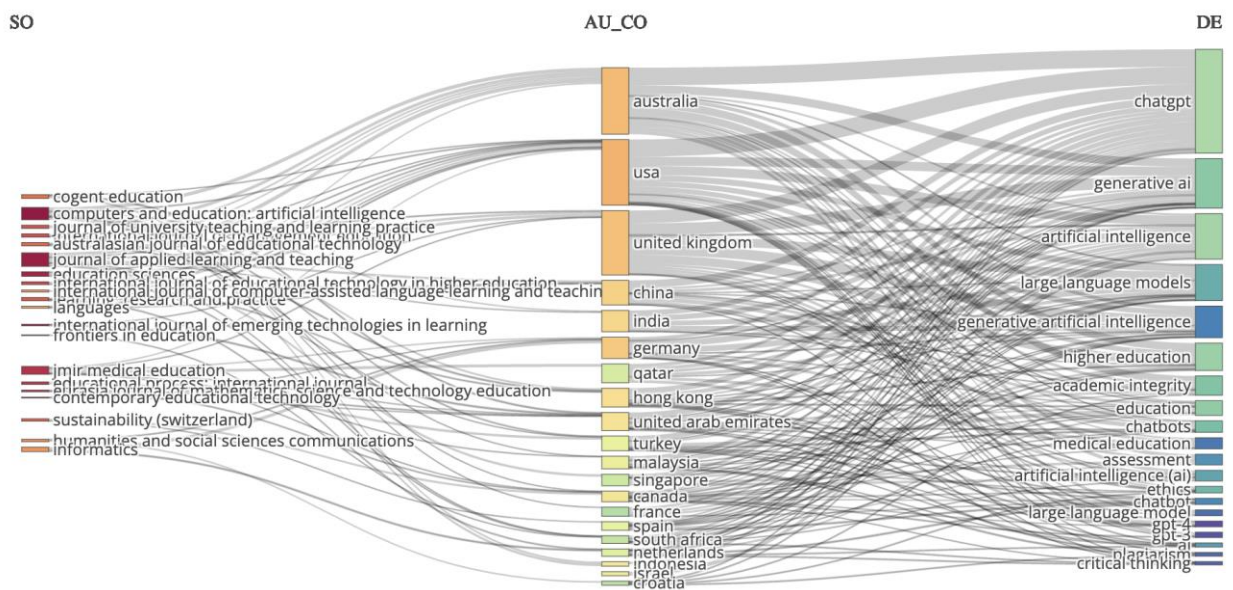 SO
AU_CO
DE
cogent education
computers and education: artificial intelligence
journal of university teaching and learning practice
australasian journal of educational technology
journal of applied learning and teaching
education sciences
international journal of educational technology in higher education
international journal of computer-assisted language learning and teachin
learning: research and practice
languages
international journal of emerging technologies in learning
frontiers in education
jmir medical education
educational process: international journal
eurasia journal of mathematics, science and technology education
contemporary educational technology
sustainability (switzerland)
humanities and social sciences communications
informatics
australia
usa
united kingdom
china
india
germany
qatar
hong kong
united arab emirates
turkey
malaysia
singapore
canada
france
spain
south africa
netherlands
indonesia
israel
croatia
chatgpt
generative ai
artificial intelligence
large language models
generative artificial intelligence
higher education
academic integrity
education
chatbots
medical education
assessment
artificial intelligence (ai)
ethics
chatbot
large language model
gpt-4
gpt-3
ai
plagiarism
critical thinking